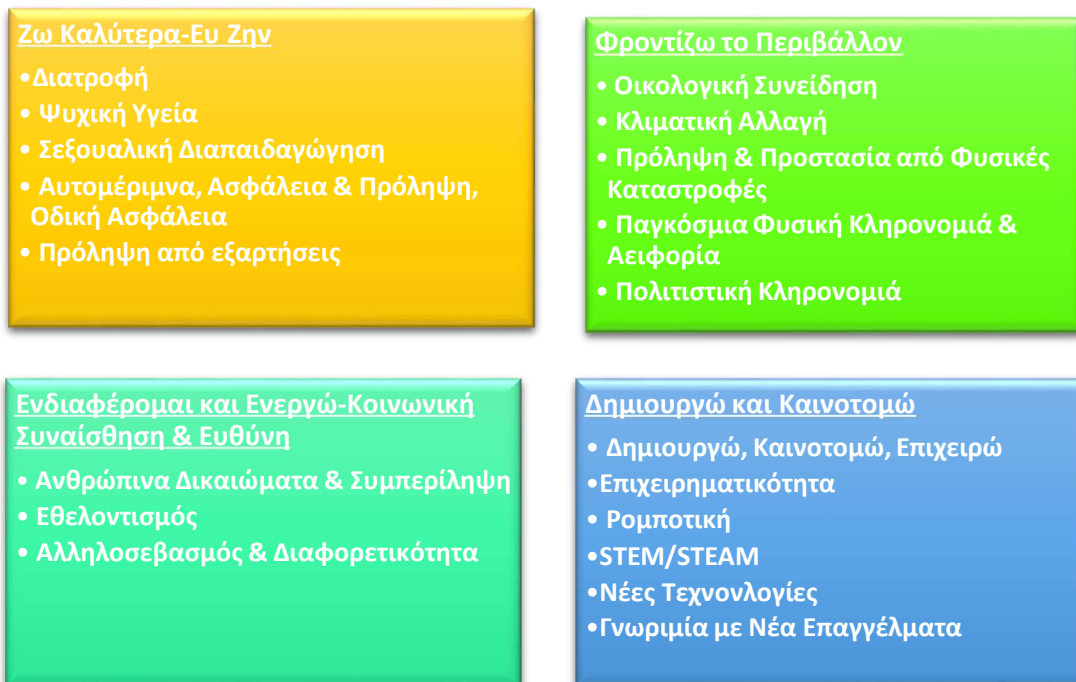 Ζω Καλύτερα-Ευ Ζην
•Διατροφή
• Ψυχική Υγεία
• Σεξουαλική Διαπαιδαγώγηση
• Αυτομέριμνα, Ασφάλεια & Πρόληψη,
Οδική Ασφάλεια
• Πρόληψη από εξαρτήσεις
Φροντίζω το Περιβάλλον
• Οικολογική Συνείδηση
• Κλιματική Αλλαγή
• Πρόληψη & Προστασία από Φυσικές
Καταστροφές
• Παγκόσμια Φυσική Κληρονομιά &
Αειφορία
• Πολιτιστική Κληρονομιά
Ενδιαφέρομαι και Ενεργώ-Κοινωνική
Συναίσθηση & Ευθύνη
• Ανθρώπινα Δικαιώματα & Συμπερίληψη
• Εθελοντισμός
• Αλληλοσεβασμός & Διαφορετικότητα
Δημιουργώ και Καινοτομώ
• Δημιουργώ, Καινοτομώ, Επιχειρώ
•Επιχειρηματικότητα
• Ρομποτική
•STEM/STEAM
•Νέες Τεχνονλογίες
•Γνωριμία με Νέα Επαγγέλματα